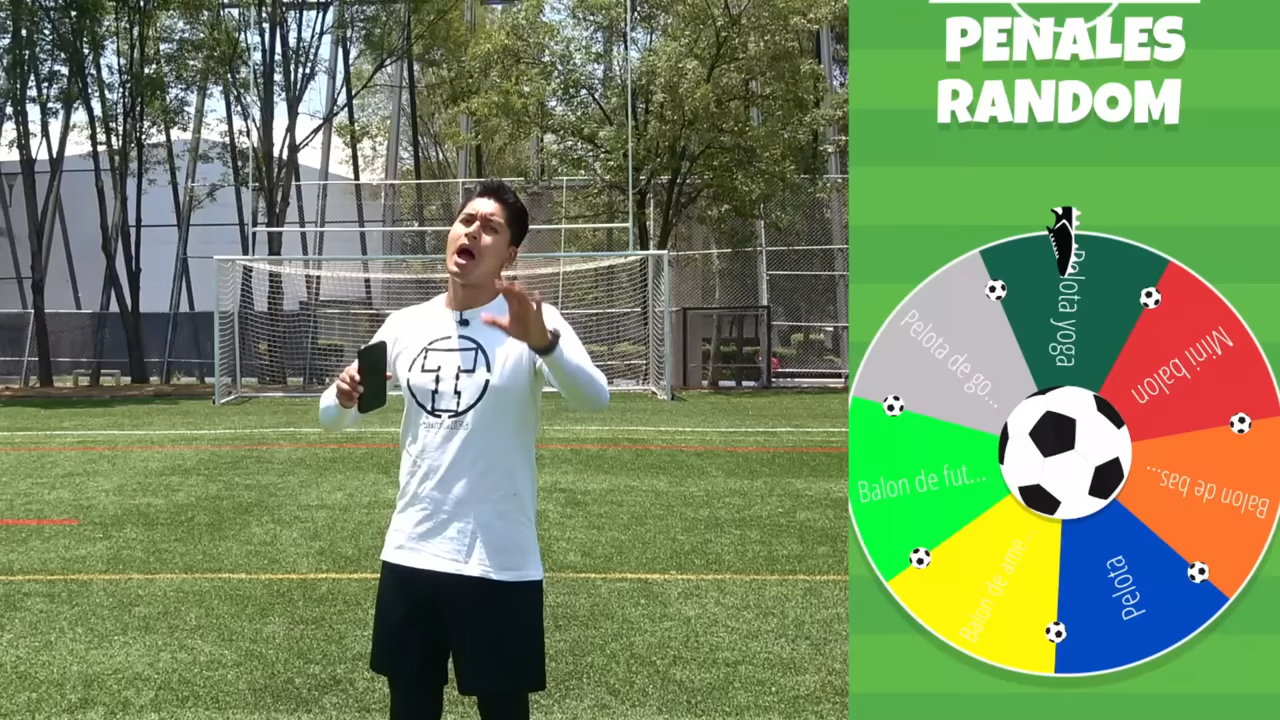 PENALES
RANDOM
Pelota yoga
Mini balon
Balon de bas...
Pelota
Balon de ame...
Balon de fut...
Pelota de go...
T